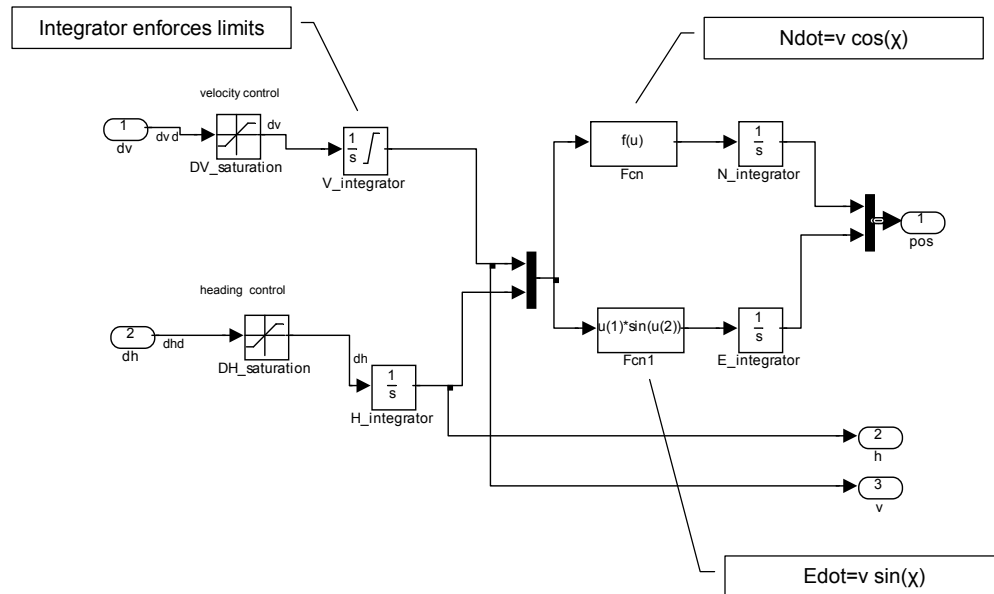 Integrator enforces limits
Ndot=v cos(χ)
velocity control
1
dv
dvd
DV_saturation
dv
1
s
V_integrator
f(u)
Fcn
1
s
N_integrator
1
pos
heading control
2
dh
dhd
DH_saturation
dh
1
s
H_integrator
u(1)*sin(u(2))
Fcn1
1
s
E_integrator
2
h
3
v
Edot=v sin(χ)